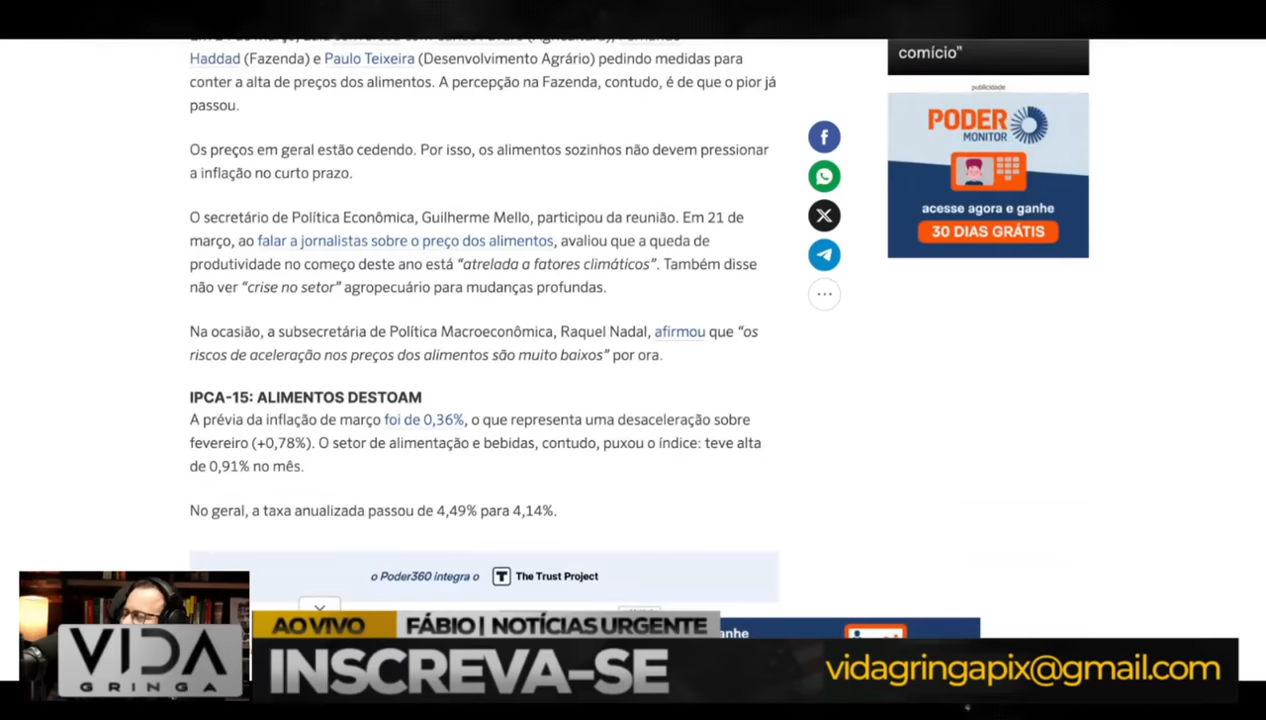 comício"
Haddad (Fazenda) e Paulo Teixeira (Desenvolvimento Agrário) pedindo medidas para
conter a alta de preços dos alimentos. A percepção na Fazenda, contudo, é de que o pior já
passou.
publicidade
PODER
MONITOR
acesse agora e ganhe
30 DIAS GRÁTIS
Os preços em geral estão cedendo. Por isso, os alimentos sozinhos não devem pressionar
a inflação no curto prazo.
O secretário de Política Econômica, Guilherme Mello, participou da reunião. Em 21 de
março, ao falar a jornalistas sobre o preço dos alimentos, avaliou que a queda de
produtividade no começo deste ano está “atrelada a fatores climáticos”. Também disse
não ver “crise no setor” agropecuário para mudanças profundas.
Na ocasião, a subsecretária de Política Macroeconômica, Raquel Nadal, afirmou que “os
riscos de aceleração nos preços dos alimentos são muito baixos” por ora.
IPCA-15: ALIMENTOS DESTOAM
A prévia da inflação de março foi de 0,36%, o que representa uma desaceleração sobre
fevereiro (+0,78%). O setor de alimentação e bebidas, contudo, puxou o índice: teve alta
de 0,91% no mês.
No geral, a taxa anualizada passou de 4,49% para 4,14%.
o Poder360 integra o T The Trust Project
AO VIVO FÁBIO | NOTÍCIAS URGENTE
VIDA
GRINGA
INSCREVA-SE
vidagringapix@gmail.com